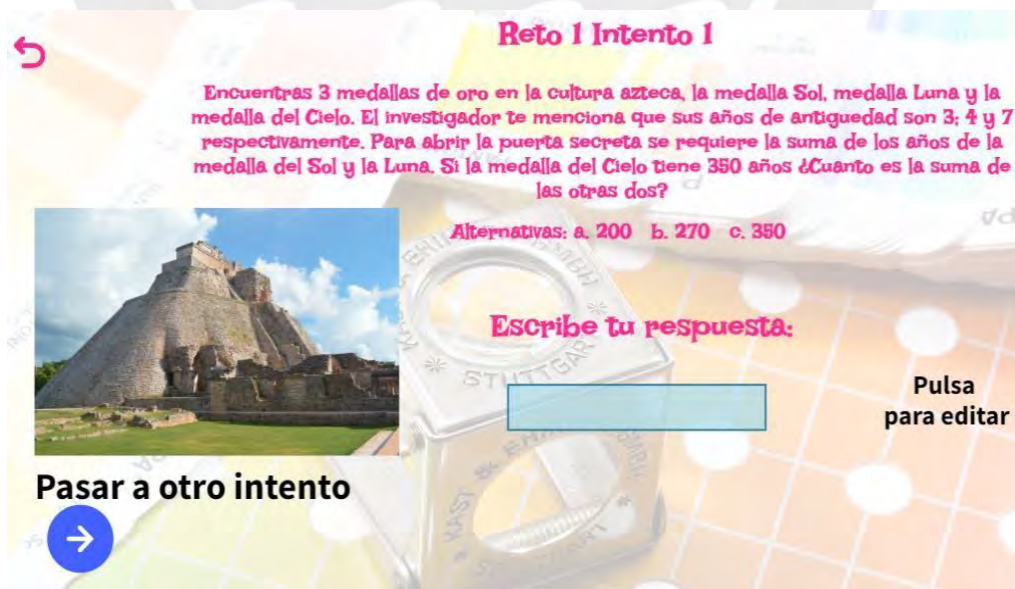 Reto 1 Intento 1
Encuentras 3 medallas de oro en la cultura azteca, la medalla Sol, medalla Luna y la
medalla del Cielo. El investigador te menciona que sus años de antiguedad son 3; 4 y 7
respectivamente. Para abrir la puerta secreta se requiere la suma de los años de la
medalla del Sol y la Luna. Si la medalla del Cielo tiene 350 años ¿Cuanto es la suma de
las otras dos?
Alternativas: a. 200 b. 270 c. 350
Escribe tu respuesta:
Pulsa
para editar
Pasar a otro intento
STUTTGART
KAST & EHINGER
STUTTGART